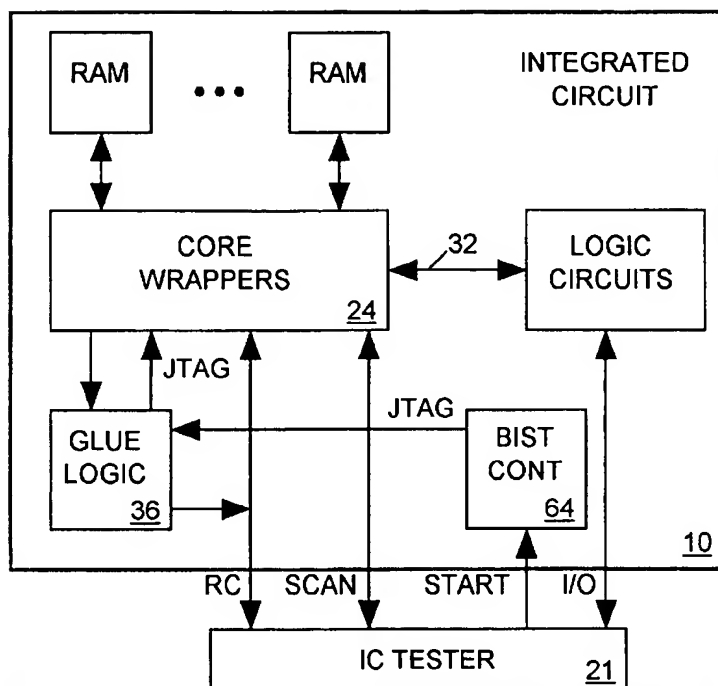 RAM
RAM
INTEGRATED
CIRCUIT
CORE
WRAPPERS
24
32
LOGIC
CIRCUITS
JTAG
JTAG
GLUE
LOGIC
36
BIST
CONT
64
10
RC
SCAN
START
I/O
IC TESTER
21